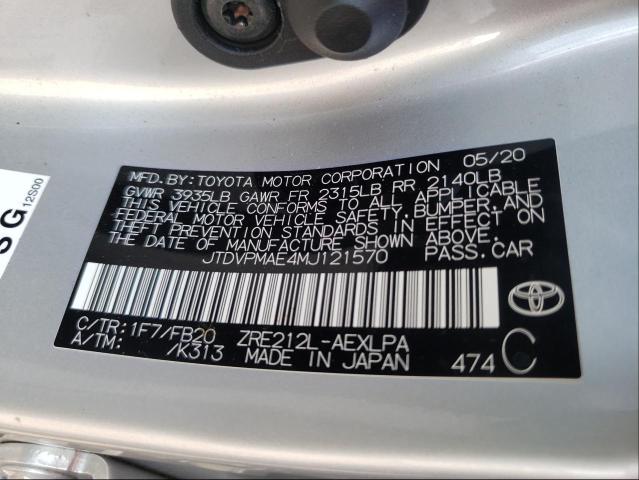 MFD.BY:TOYOTA MOTOR CORPORATION 05/20
GVWR 3935LB GAWR FR 2315LB RR 2140LB
THIS VEHICLE CONFORMS TO ALL APPLICABLE
FEDERAL MOTOR VEHICLE SAFETY, BUMPER, AND
THEFT PREVENTION STANDARDS IN EFFECT ON
THE DATE OF MANUFACTURE SHOWN ABOVE.
JTDVPMAE4MJ121570 PASS.CAR
C/TR:1F7/FB20 ZRE212L-AEXLPA
A/TM: /K313 MADE IN JAPAN 474 C
SG
12S00